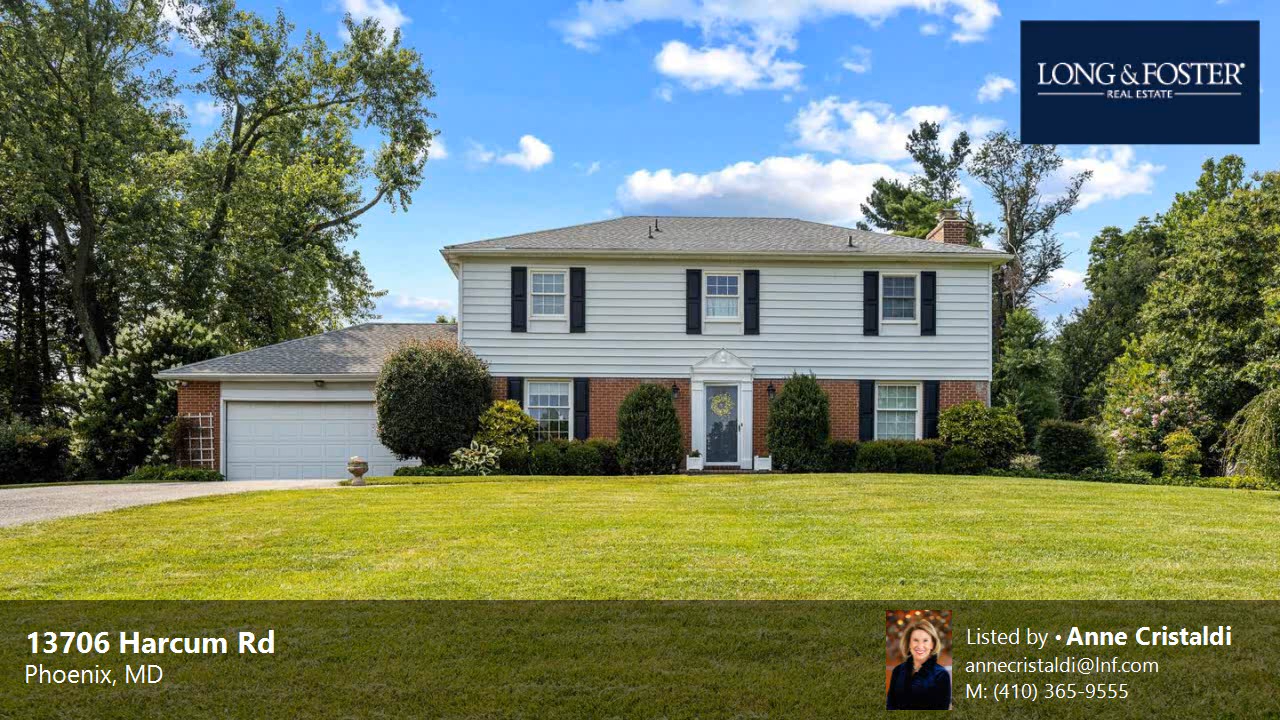 LONG & FOSTER®
REAL ESTATE
13706 Harcum Rd
Phoenix, MD
Listed by • Anne Cristaldi
annecristaldi@lnf.com
M: (410) 365-9555